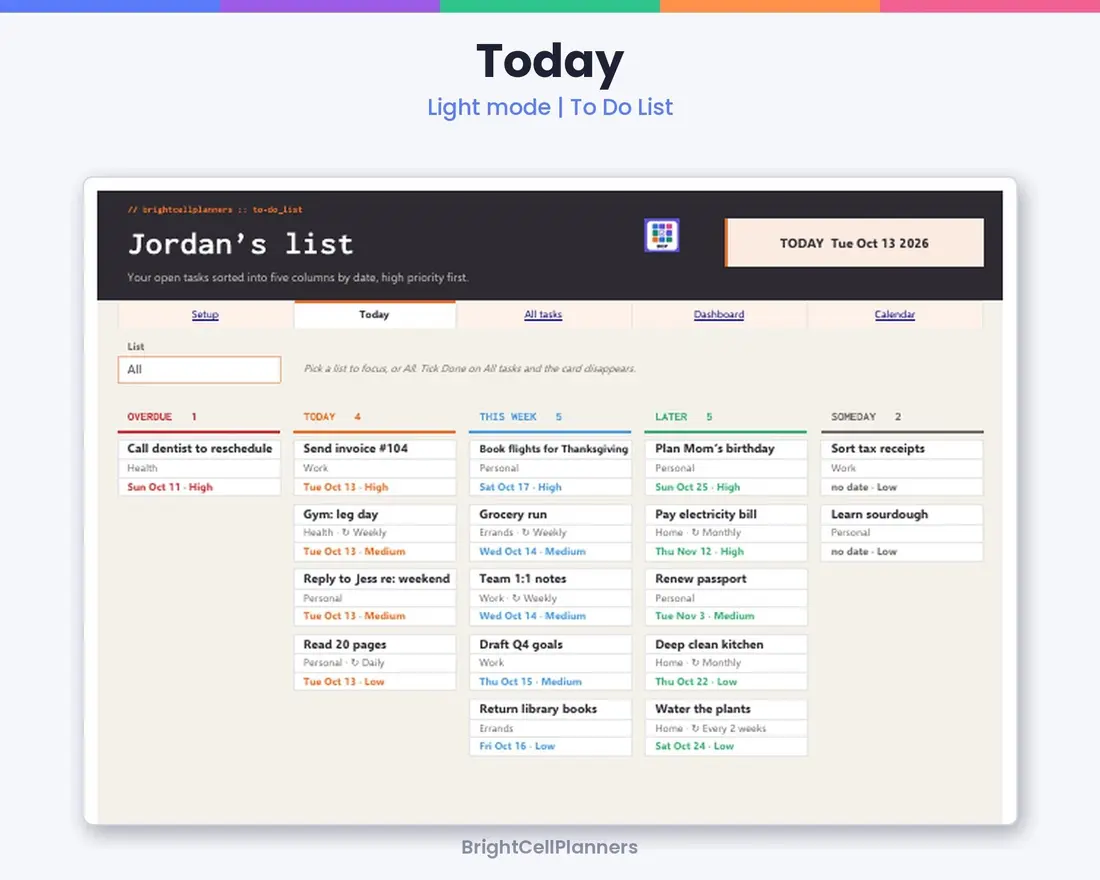 Today
Light mode | To Do List
// brightcellplanners :: to-do_list
Jordan's list
Your open tasks sorted into five columns by date, high priority first.
BCP
TODAY Tue Oct 13 2026
Setup
Today
All tasks
Dashboard
Calendar
List
All
Pick a list to focus, or All. Tick Done on All tasks and the card disappears.
OVERDUE 1
Call dentist to reschedule
Health
Sun Oct 11 · High
TODAY 4
Send invoice #104
Work
Tue Oct 13 · High
Gym: leg day
Health · ↻ Weekly
Tue Oct 13 · Medium
Reply to Jess re: weekend
Personal
Tue Oct 13 · Medium
Read 20 pages
Personal · ↻ Daily
Tue Oct 13 · Low
THIS WEEK 5
Book flights for Thanksgiving
Personal
Sat Oct 17 · High
Grocery run
Errands · ↻ Weekly
Wed Oct 14 · Medium
Team 1:1 notes
Work · ↻ Weekly
Wed Oct 14 · Medium
Draft Q4 goals
Work
Thu Oct 15 · Medium
Return library books
Errands
Fri Oct 16 · Low
LATER 5
Plan Mom's birthday
Personal
Sun Oct 25 · High
Pay electricity bill
Home · ↻ Monthly
Thu Nov 12 · High
Renew passport
Personal
Tue Nov 3 · Medium
Deep clean kitchen
Home · ↻ Monthly
Thu Oct 22 · Low
Water the plants
Home · ↻ Every 2 weeks
Sat Oct 24 · Low
SOMEDAY 2
Sort tax receipts
Work
no date · Low
Learn sourdough
Personal
no date · Low
BrightCellPlanners